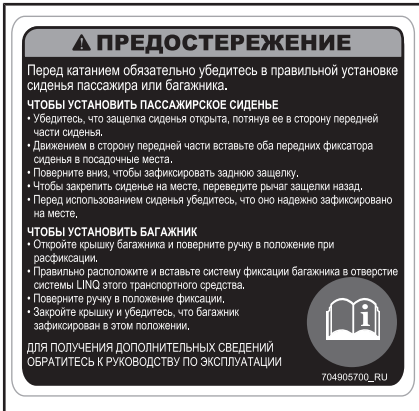 ПРЕДОСТЕРЕЖЕНИЕ
Перед катанием обязательно убедитесь в правильной установке
сиденья пассажира или багажника.
ЧТОБЫ УСТАНОВИТЬ ПАССАЖИРСКОЕ СИДЕНЬЕ
• Убедитесь, что защелка сиденья открыта, потянув ее в сторону передней
части сиденья.
• Движением в сторону передней части вставьте оба передних фиксатора
сиденья в посадочные места.
• Поверните вниз, чтобы зафиксировать заднюю защелку.
• Чтобы закрепить сиденье на месте, переведите рычаг защелки назад.
• Перед использованием сиденья убедитесь, что оно надежно зафиксировано
на месте.
ЧТОБЫ УСТАНОВИТЬ БАГАЖНИК
• Откройте крышку багажника и поверните ручку в положение при
расфиксации.
• Правильно расположите и вставьте систему фиксации багажника в отверстие
системы LINQ этого транспортного средства.
• Поверните ручку в положение фиксации.
• Закройте крышку и убедитесь, что багажник
зафиксирован в этом положении.
ДЛЯ ПОЛУЧЕНИЯ ДОПОЛНИТЕЛЬНЫХ СВЕДЕНИЙ
ОБРАТИТЕСЬ К РУКОВОДСТВУ ПО ЭКСПЛУАТАЦИИ
704905700_RU